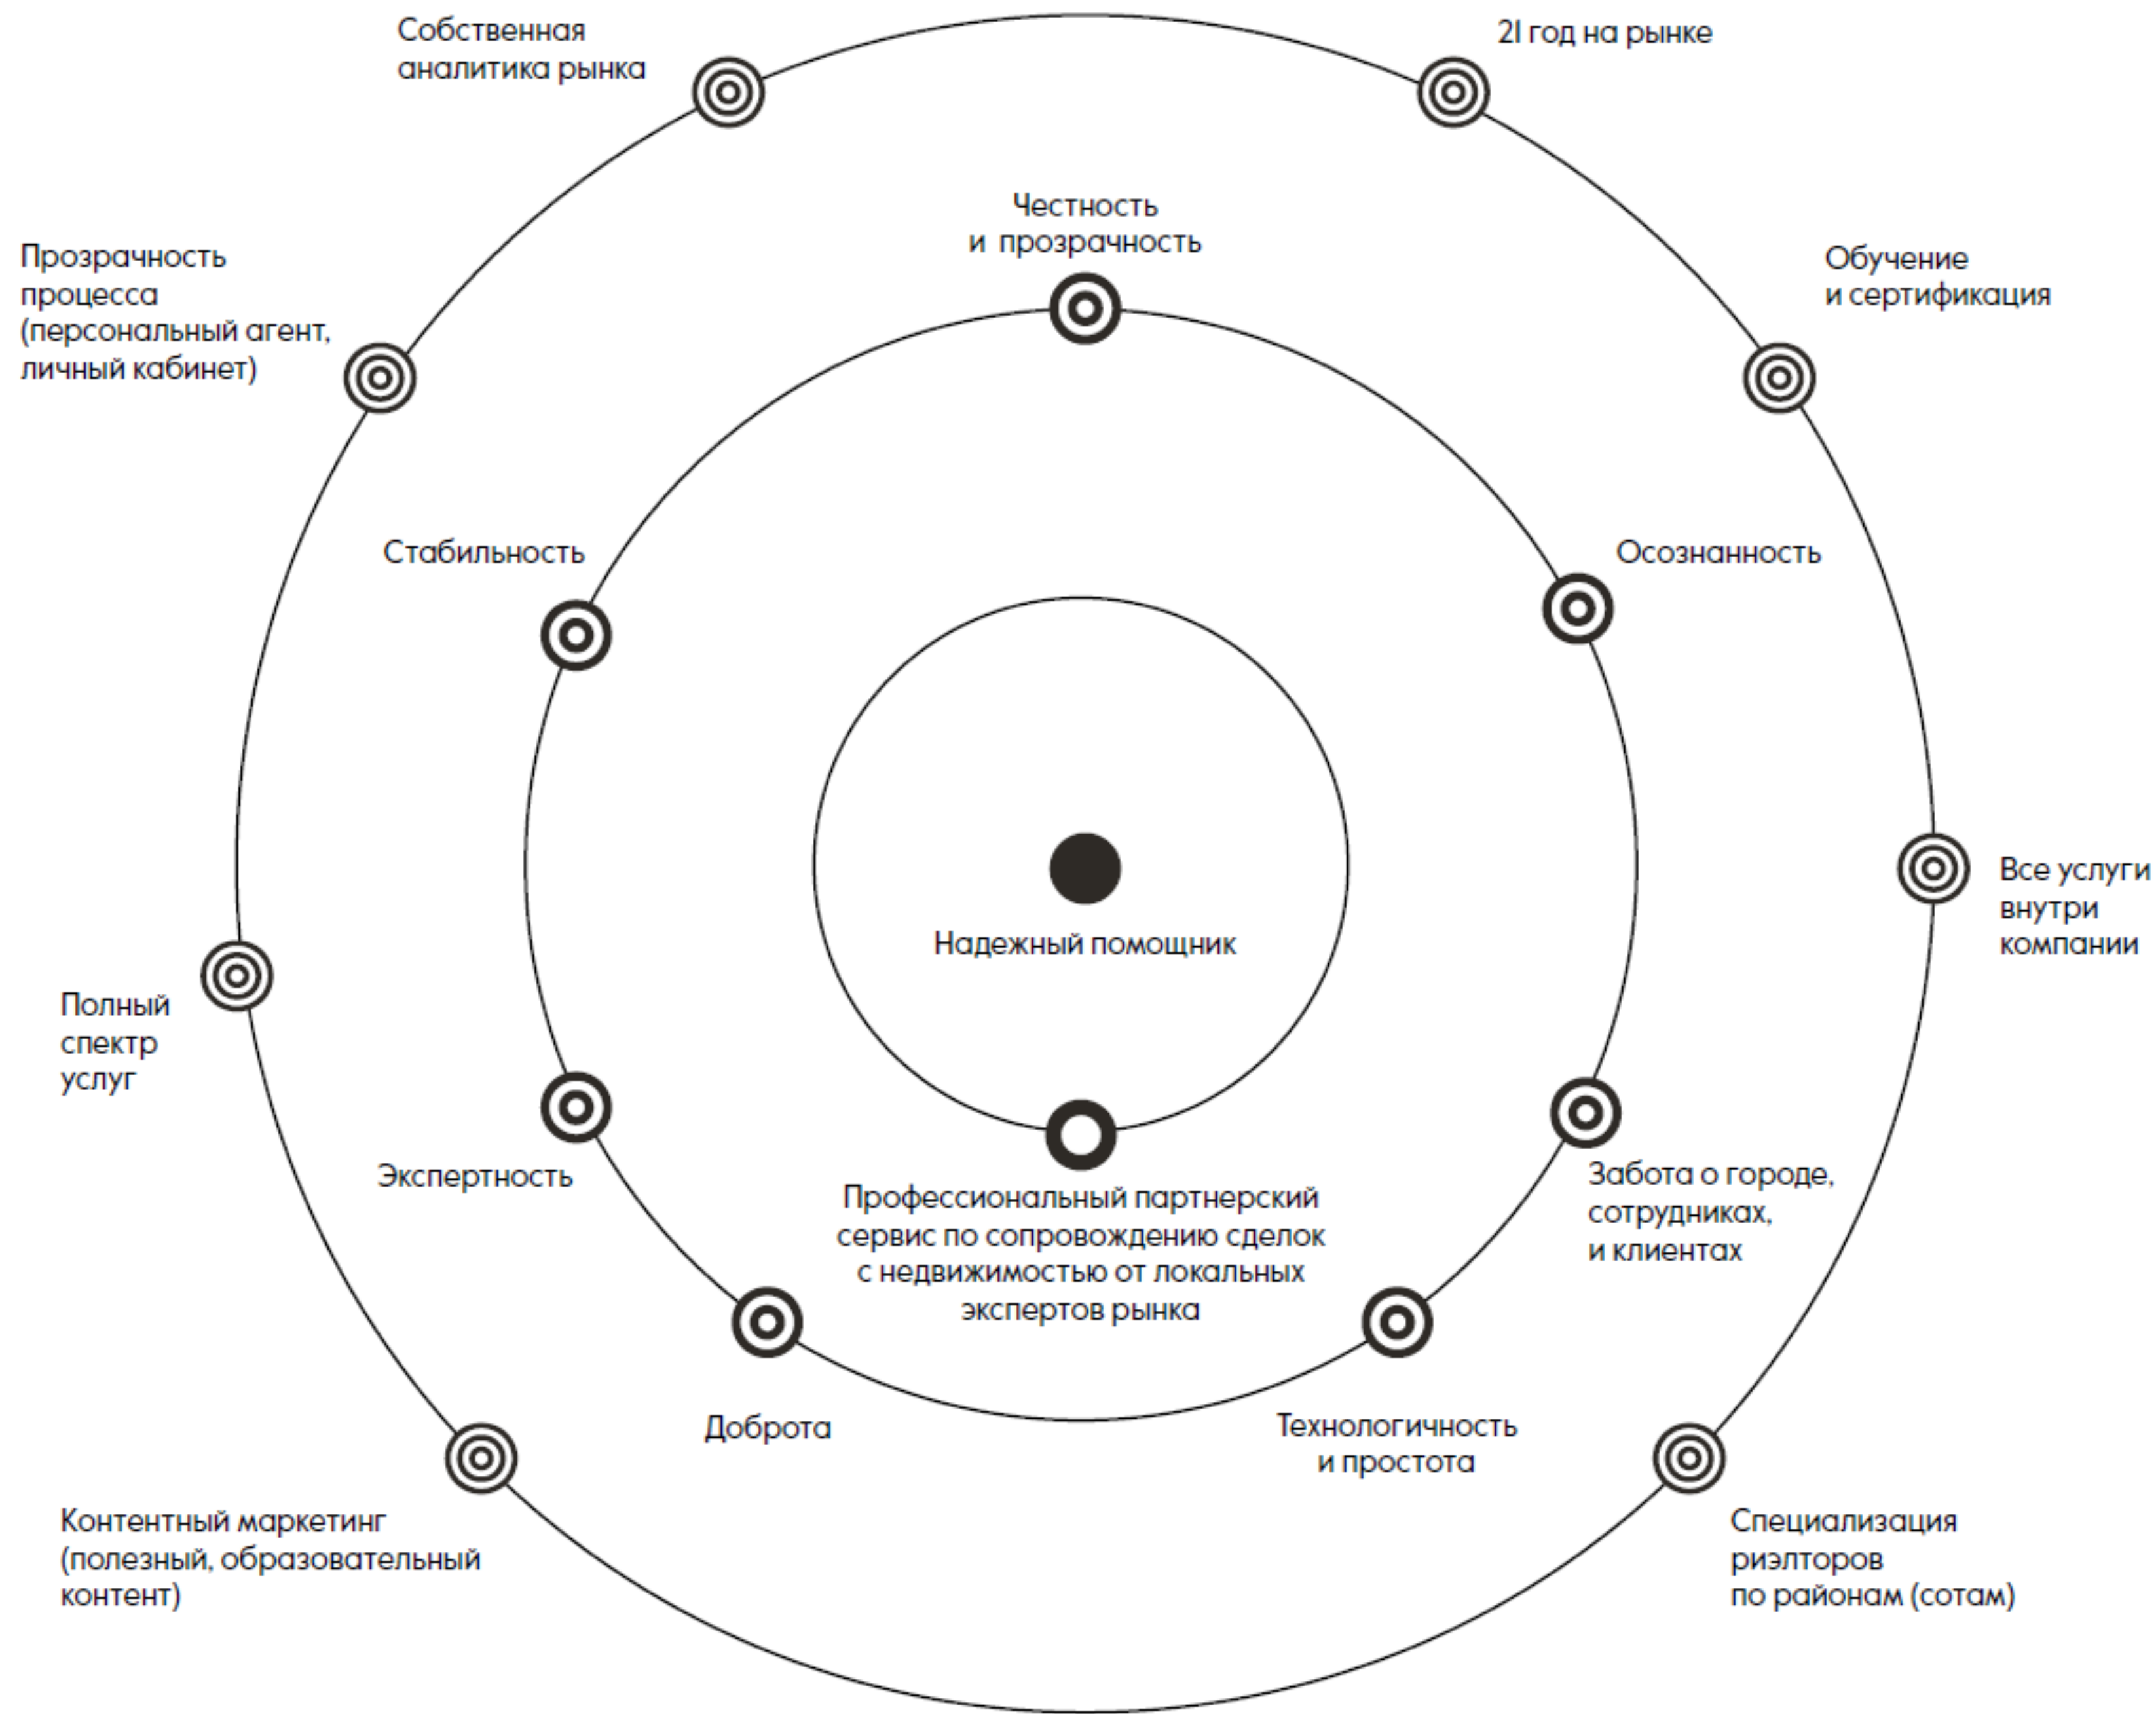 Собственная
аналитика рынка
21 год на рынке
Честность
и прозрачность
Прозрачность
процесса
(персональный агент,
личный кабинет)
Обучение
и сертификация
Стабильность
Осознанность
Надежный помощник
Все услуги
внутри
компании
Полный
спектр
услуг
Экспертность
Профессиональный партнерский
сервис по сопровождению сделок
с недвижимостью от локальных
экспертов рынка
Забота о городе,
сотрудниках,
и клиентах
Доброта
Технологичность
и простота
Контентный маркетинг
(полезный, образовательный
контент)
Специализация
риэлторов
по районам (сотам)